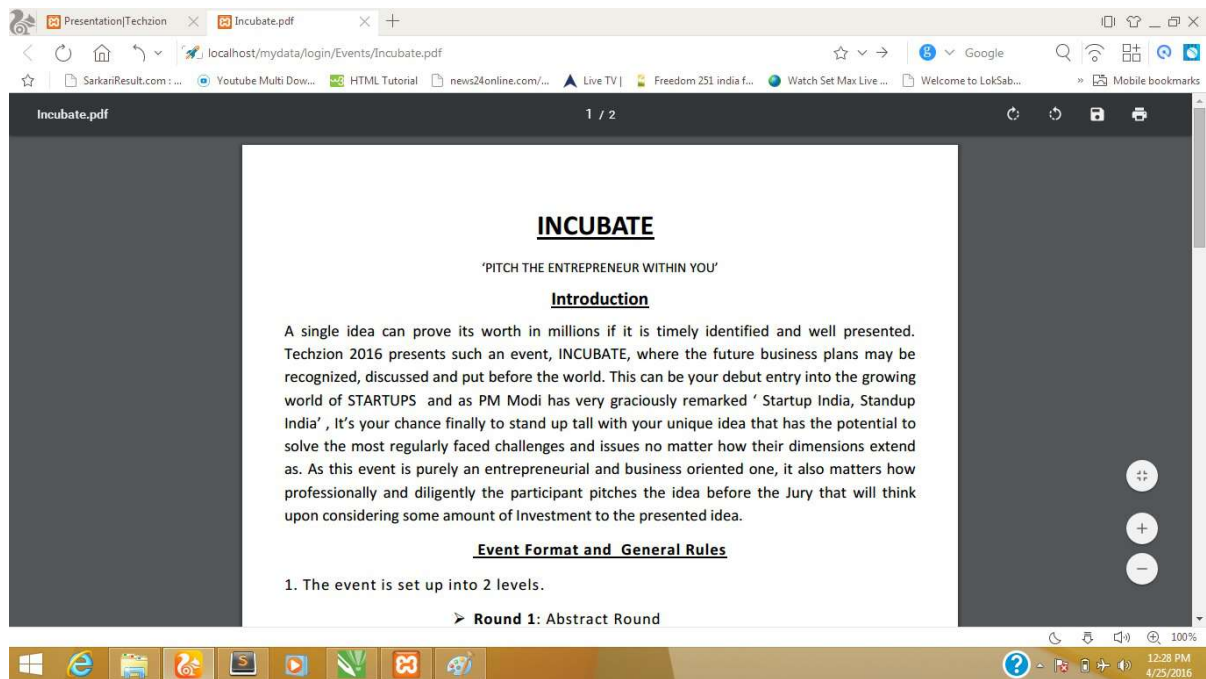 Presentation|Techzion
Incubate.pdf
localhost/mydata/login/Events/Incubate.pdf
Google
SarkariResult.com : ...
Youtube Multi Dow...
HTML Tutorial
news24online.com/...
Live TV |
Freedom 251 india f...
Watch Set Max Live ...
Welcome to LokSab...
»
Mobile bookmarks
Incubate.pdf
1 / 2
INCUBATE
‘PITCH THE ENTREPRENEUR WITHIN YOU’
Introduction
A single idea can prove its worth in millions if it is timely identified and well presented.
Techzion 2016 presents such an event, INCUBATE, where the future business plans may be
recognized, discussed and put before the world. This can be your debut entry into the growing
world of STARTUPS  and as PM Modi has very graciously remarked ‘ Startup India, Standup
India’ , It’s your chance finally to stand up tall with your unique idea that has the potential to
solve the most regularly faced challenges and issues no matter how their dimensions extend
as. As this event is purely an entrepreneurial and business oriented one, it also matters how
professionally and diligently the participant pitches the idea before the Jury that will think
upon considering some amount of Investment to the presented idea.
Event Format and  General Rules
1. The event is set up into 2 levels.
➢ Round 1: Abstract Round
100%
12:28 PM
4/25/2016